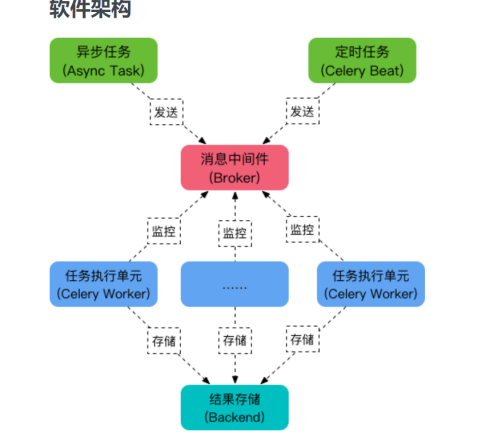 软件架构
异步任务
(Async Task)
定时任务
(Celery Beat)
发送
发送
消息中间件
(Broker)
监控
监控
监控
任务执行单元
(Celery Worker)
……
任务执行单元
(Celery Worker)
存储
存储
存储
结果存储
(Backend)